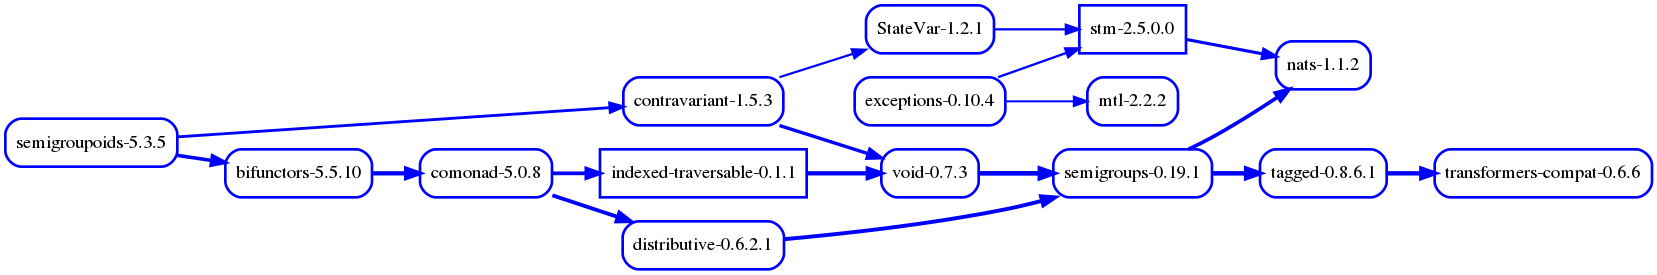 StateVar-1.2.1
stm-2.5.0.0
nats-1.1.2
contravariant-1.5.3
exceptions-0.10.4
mtl-2.2.2
semigroupoids-5.3.5
bifunctors-5.5.10
comonad-5.0.8
indexed-traversable-0.1.1
void-0.7.3
semigroups-0.19.1
tagged-0.8.6.1
transformers-compat-0.6.6
distributive-0.6.2.1